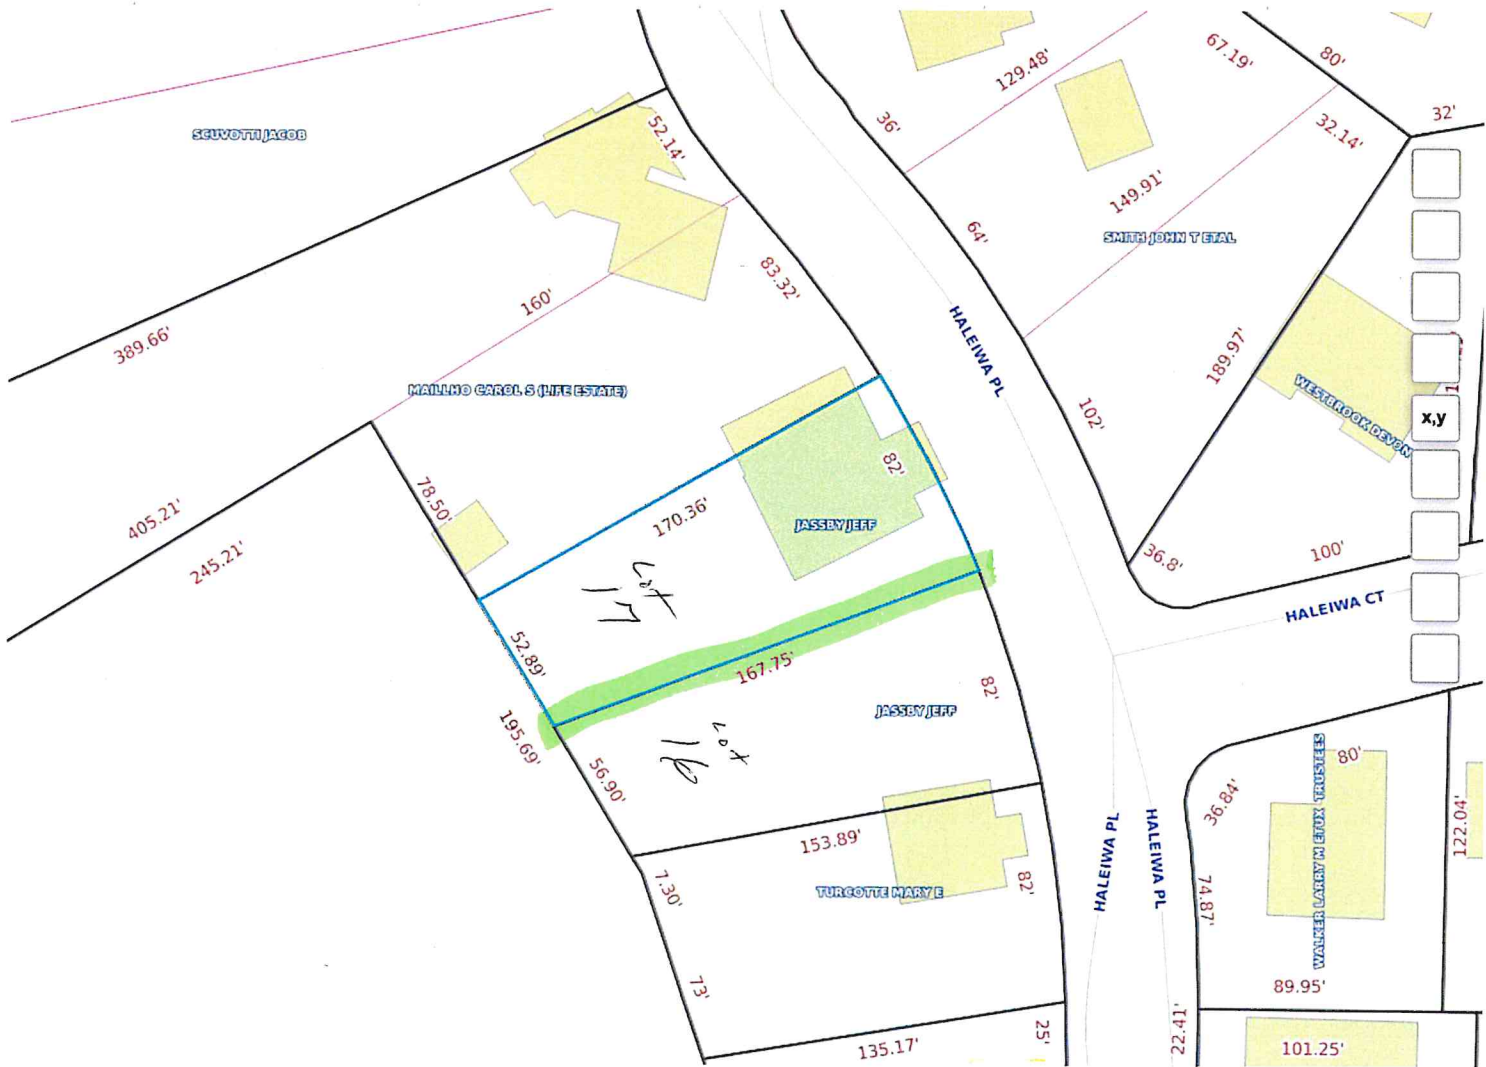 67.19'
80'
129.48'
32'
36'
32.14'
SCUVOTTI JACOB
52.14'
149.91'
64'
SMITH JOHN T ETAL
83.32'
160'
HALEIWA PL
389.66'
189.97'
MAILLHO CAROL S (LIFE ESTATE)
WESTBROOK DEVON
x,y
102'
82'
78.50'
405.21'
170.36'
JASSBY JEFF
245.21'
36.8'
100'
Lot
17
HALEIWA CT
52.89'
167.75'
82'
JASSBY JEFF
195.69'
Lot
16
56.90'
80'
WALKER LARRY M ETUX TRUSTEES
36.84'
122.04'
153.89'
HALEIWA PL
HALEIWA PL
7.30'
TURCOTTE MARY E
82'
74.87'
73'
89.95'
25'
22.41'
135.17'
101.25'